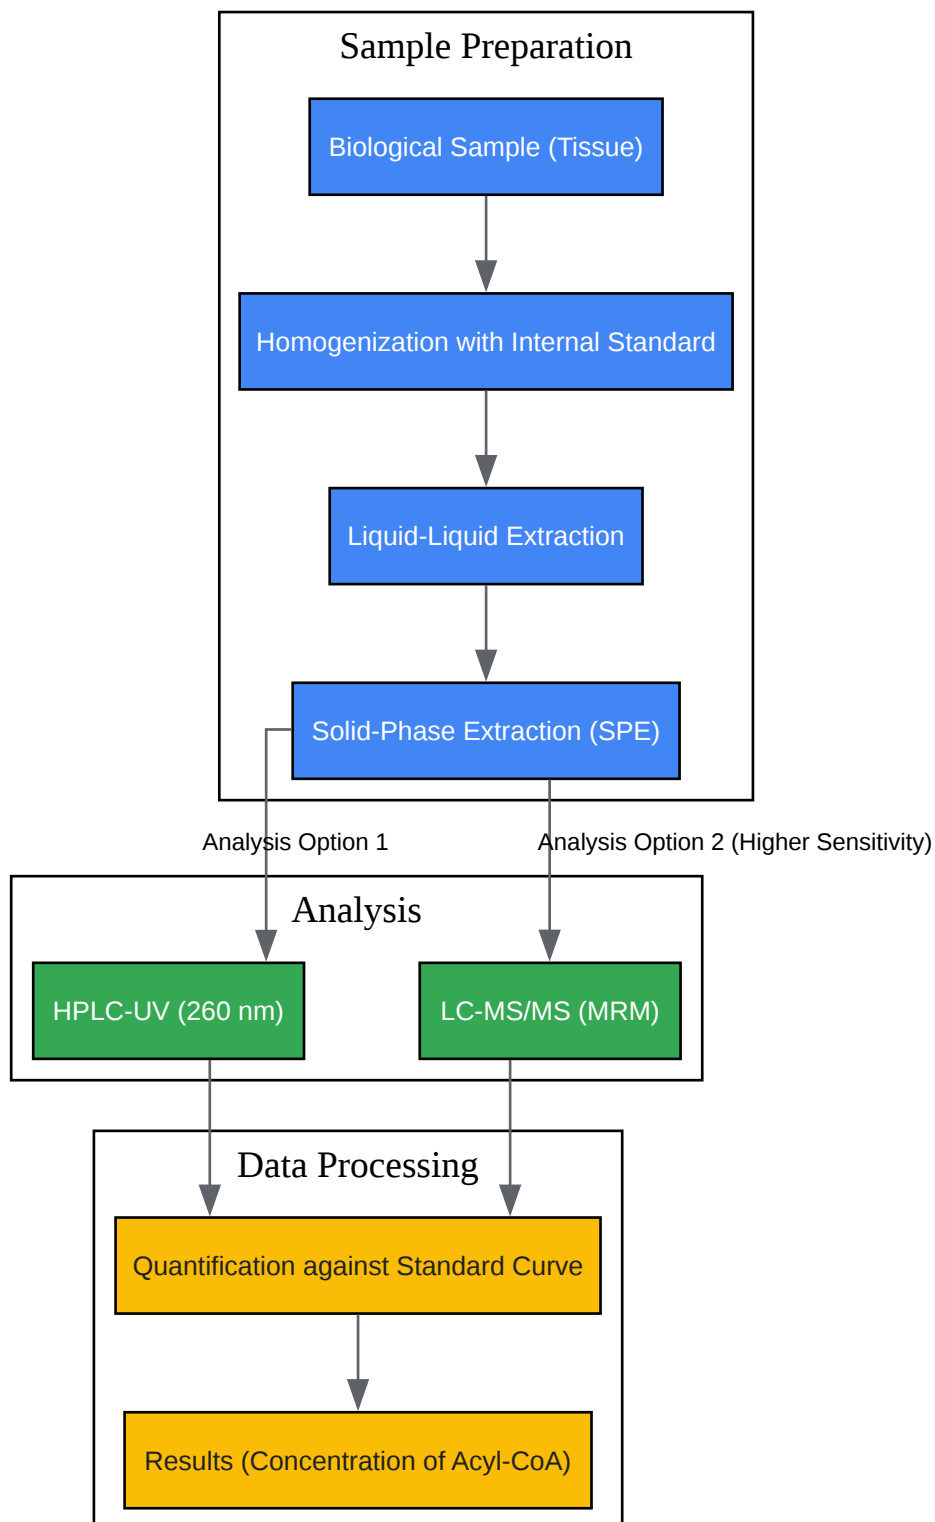 Sample Preparation
Biological Sample (Tissue)
Homogenization with Internal Standard
Liquid-Liquid Extraction
Solid-Phase Extraction (SPE)
Analysis Option 1
Analysis Option 2 (Higher Sensitivity)
Analysis
HPLC-UV (260 nm)
LC-MS/MS (MRM)
Data Processing
Quantification against Standard Curve
Results (Concentration of Acyl-CoA)